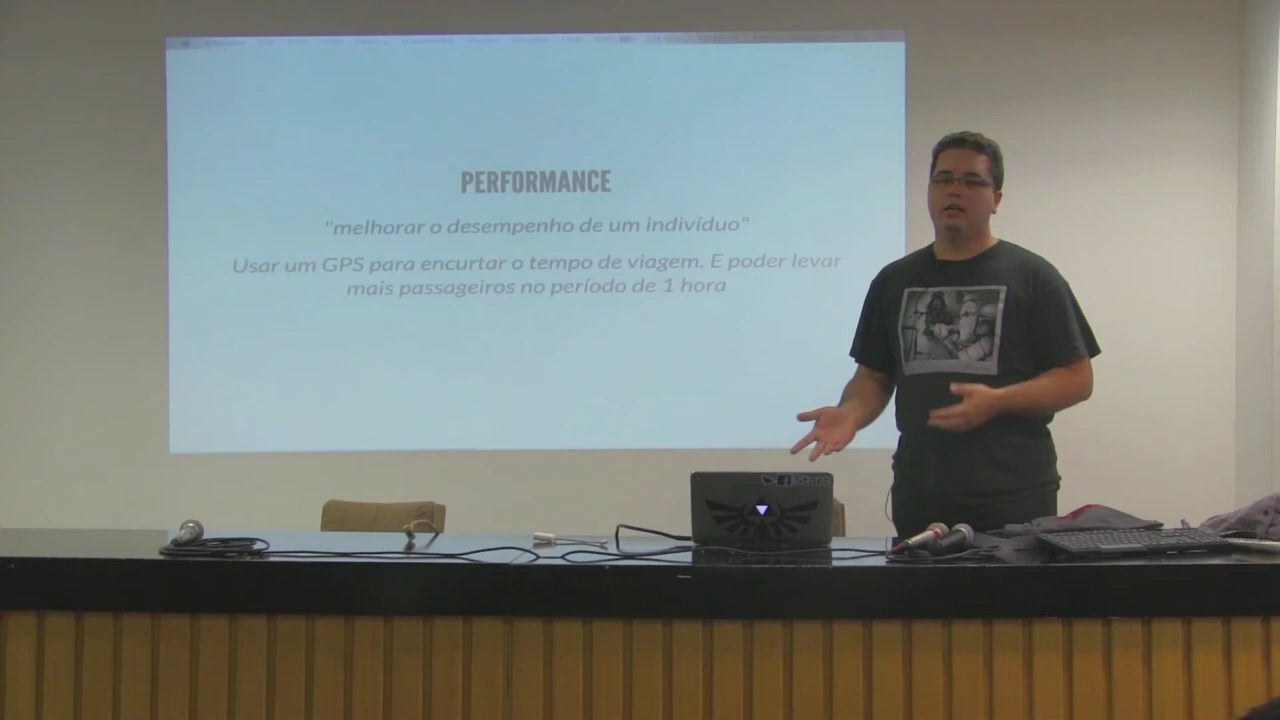 PERFORMANCE
"melhorar o desempenho de um indivíduo"
Usar um GPS para encurtar o tempo de viagem. E poder levar
mais passageiros no período de 1 hora
Start